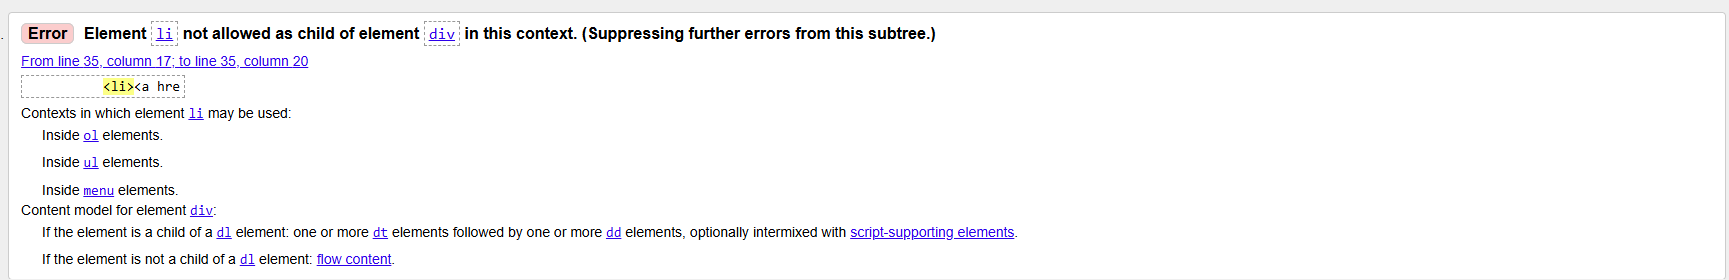 Error Element li not allowed as child of element div in this context. (Suppressing further errors from this subtree.)
From line 35, column 17; to line 35, column 20
<li><a hre
Contexts in which element li may be used:
Inside ol elements.
Inside ul elements.
Inside menu elements.
Content model for element div:
If the element is a child of a dl element: one or more dt elements followed by one or more dd elements, optionally intermixed with script-supporting elements.
If the element is not a child of a dl element: flow content.